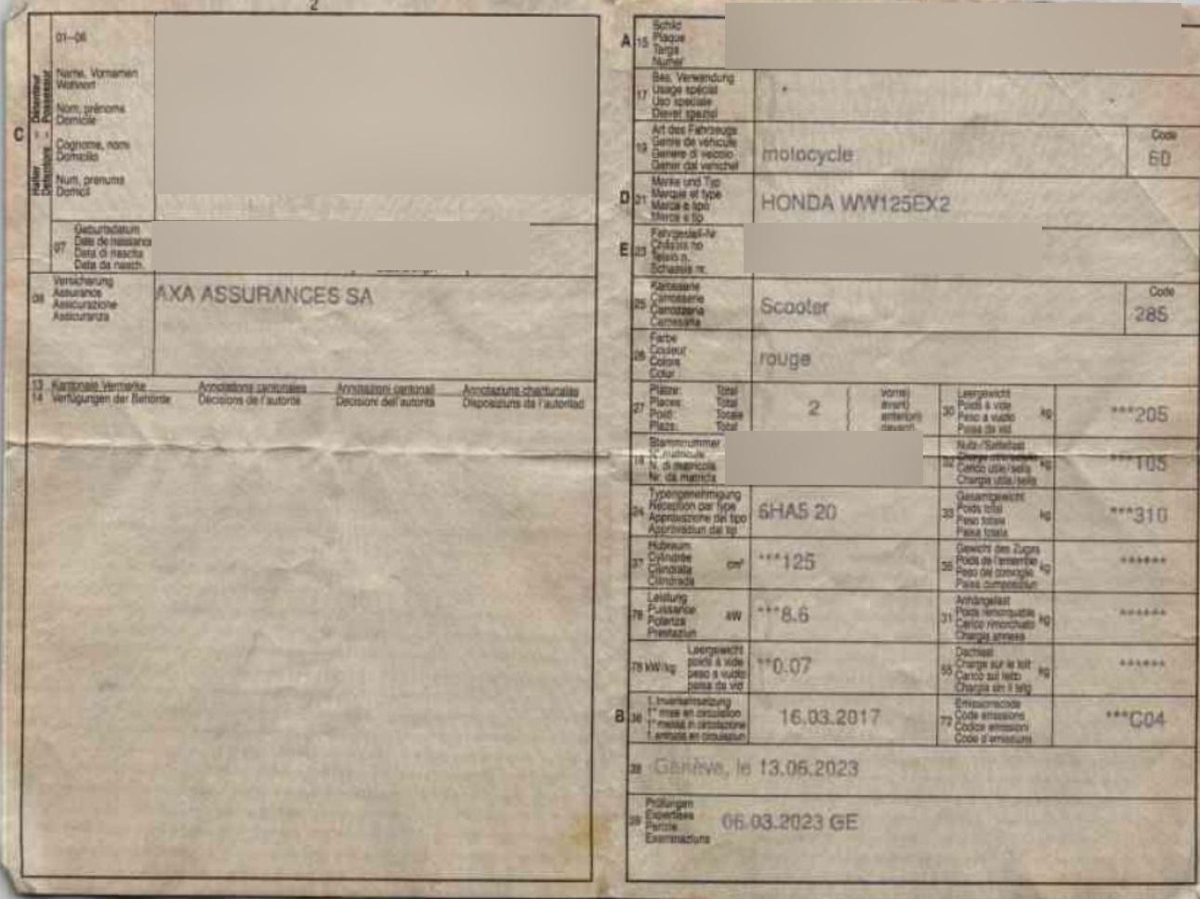 2
01-06
Name, Vornamen
Wohnort
Nom, prénoms
Domicile
Cognome, nomi
Domicilio
Num, prenums
Domicil
C
Halter Détenteur
Detentore Possessur
07
Geburtsdatum
Date de naissance
Data di nascita
Data da nasch.
09
Versicherung
Assurance
Assicurazione
Assicuranza
AXA ASSURANCES SA
13 Kantonale Vermerke Annotations cantonales Annotazioni cantonali Annotaziuns chantunalas
14 Verfügungen der Behörde Décisions de l'autorité Decisioni dell'autorità Disposiziuns da l'autoritad
A 15
Schild
Plaque
Targa
Numer
17
Bes. Verwendung
Usage spécial
Uso speciale
Diever spezial
19
Art des Fahrzeugs
Genre de véhicule
Genere di veicolo
Gener dal vehichel
motocycle
Code
60
D 21
Marke und Typ
Marque et type
Marca e tipo
Marca e tip
HONDA WW125EX2
E 23
Fahrgestell-Nr.
Châssis no
Telaio n.
Schassis nr.
25
Karosserie
Carrosserie
Carrozzeria
Carrossaria
Scooter
Code
285
26
Farbe
Couleur
Colore
Colur
rouge
27
Plätze: Total
Places: Total
Posti: Totale
Plazs: Total
2
vorne)
avant)
anteriori)
davant)
30
Leergewicht
Poids à vide
Peso a vuoto
Paisa da vid
kg
***205
18
Stammnummer
N° matricule
N. di matricola
Nr. da matricla
32
Nutz-/Sattellast
Carico utile/sella
Chargia utila/sella
kg
***105
24
Typengenehmigung
Réception par type
Approvazione del tipo
Approvaziun dal tip
6HA5 20
33
Gesamtgewicht
Poids total
Peso totale
Paisa totala
kg
***310
37
Hubraum
Cylindrée
Cilindrata
Cilindrada
cm³
***125
35
Gewicht des Zuges
Poids de l'ensemble
Peso del convoglio
Paisa cumposiziun
kg
******
76
Leistung
Puissance
Potenza
Prestaziun
kW
***8.6
31
Anhängelast
Poids remorquable
Carico rimorchiato
Chargia annexa
kg
******
78 kW/kg
Leergewicht
poids à vide
peso a vuoto
paisa da vid
**0.07
55
Dachlast
Charge sur le toit
Carico sul tetto
Chargia sin il tetg
kg
******
B 36
1. Inverkehrsetzung
1re mise en circulation
1a messa in circolazione
1. entrada en circulaziun
16.03.2017
72
Emissionscode
Code émissions
Codice emissioni
Code d'emissiuns
***C04
38 Genève, le 13.06.2023
39
Prüfungen
Expertises
Perizie
Examinaziuns
06.03.2023 GE